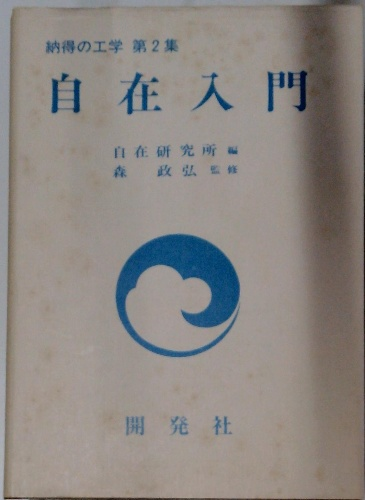 納得の工学 第2集
自在入門
自在研究所 編
森 政弘 監修
開発社